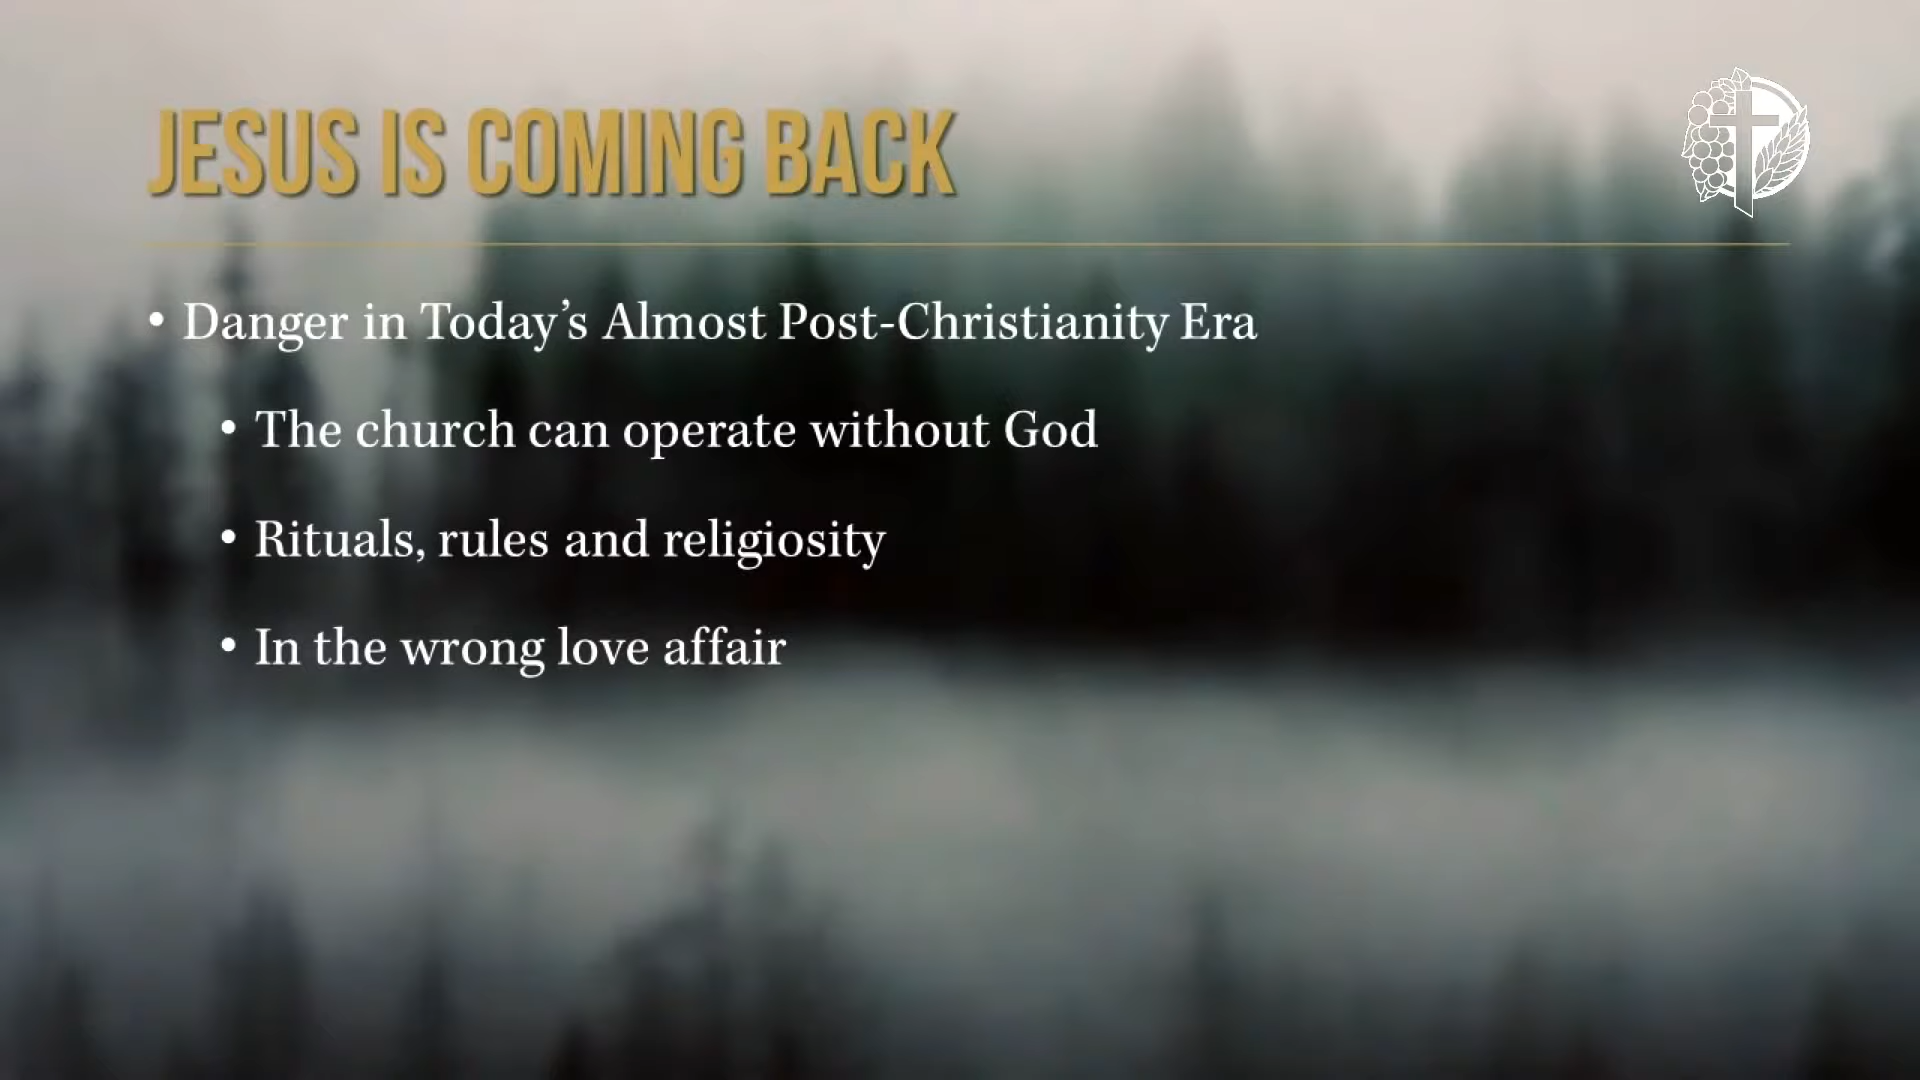 JESUS IS COMING BACK
• Danger in Today’s Almost Post-Christianity Era
• The church can operate without God
• Rituals, rules and religiosity
• In the wrong love affair